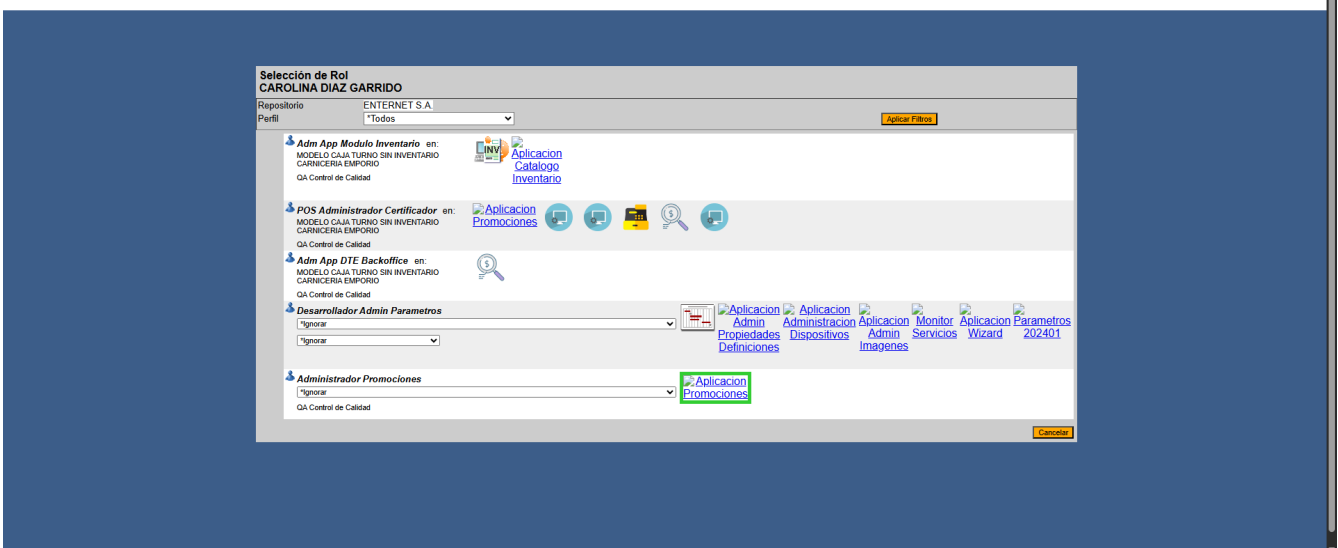 Selección de Rol
CAROLINA DIAZ GARRIDO
Repositorio ENTERNET S.A.
Perfil *Todos Aplicar Filtros
Adm App Modulo Inventario en:
MODELO CAJA TURNO SIN INVENTARIO
CARNICERIA EMPORIO
QA Control de Calidad
INV
Aplicacion
Catalogo
Inventario
POS Administrador Certificador en:
MODELO CAJA TURNO SIN INVENTARIO
CARNICERIA EMPORIO
QA Control de Calidad
Aplicacion
Promociones
Adm App DTE Backoffice en:
MODELO CAJA TURNO SIN INVENTARIO
CARNICERIA EMPORIO
QA Control de Calidad
Desarrollador Admin Parametros
*Ignorar
*Ignorar
Aplicacion
Admin
Propiedades
Definiciones
Aplicacion
Administracion
Dispositivos
Aplicacion
Admin
Imagenes
Monitor
Servicios
Aplicacion
Wizard
Parametros
202401
Administrador Promociones
*Ignorar
QA Control de Calidad
Aplicacion
Promociones
Cancelar